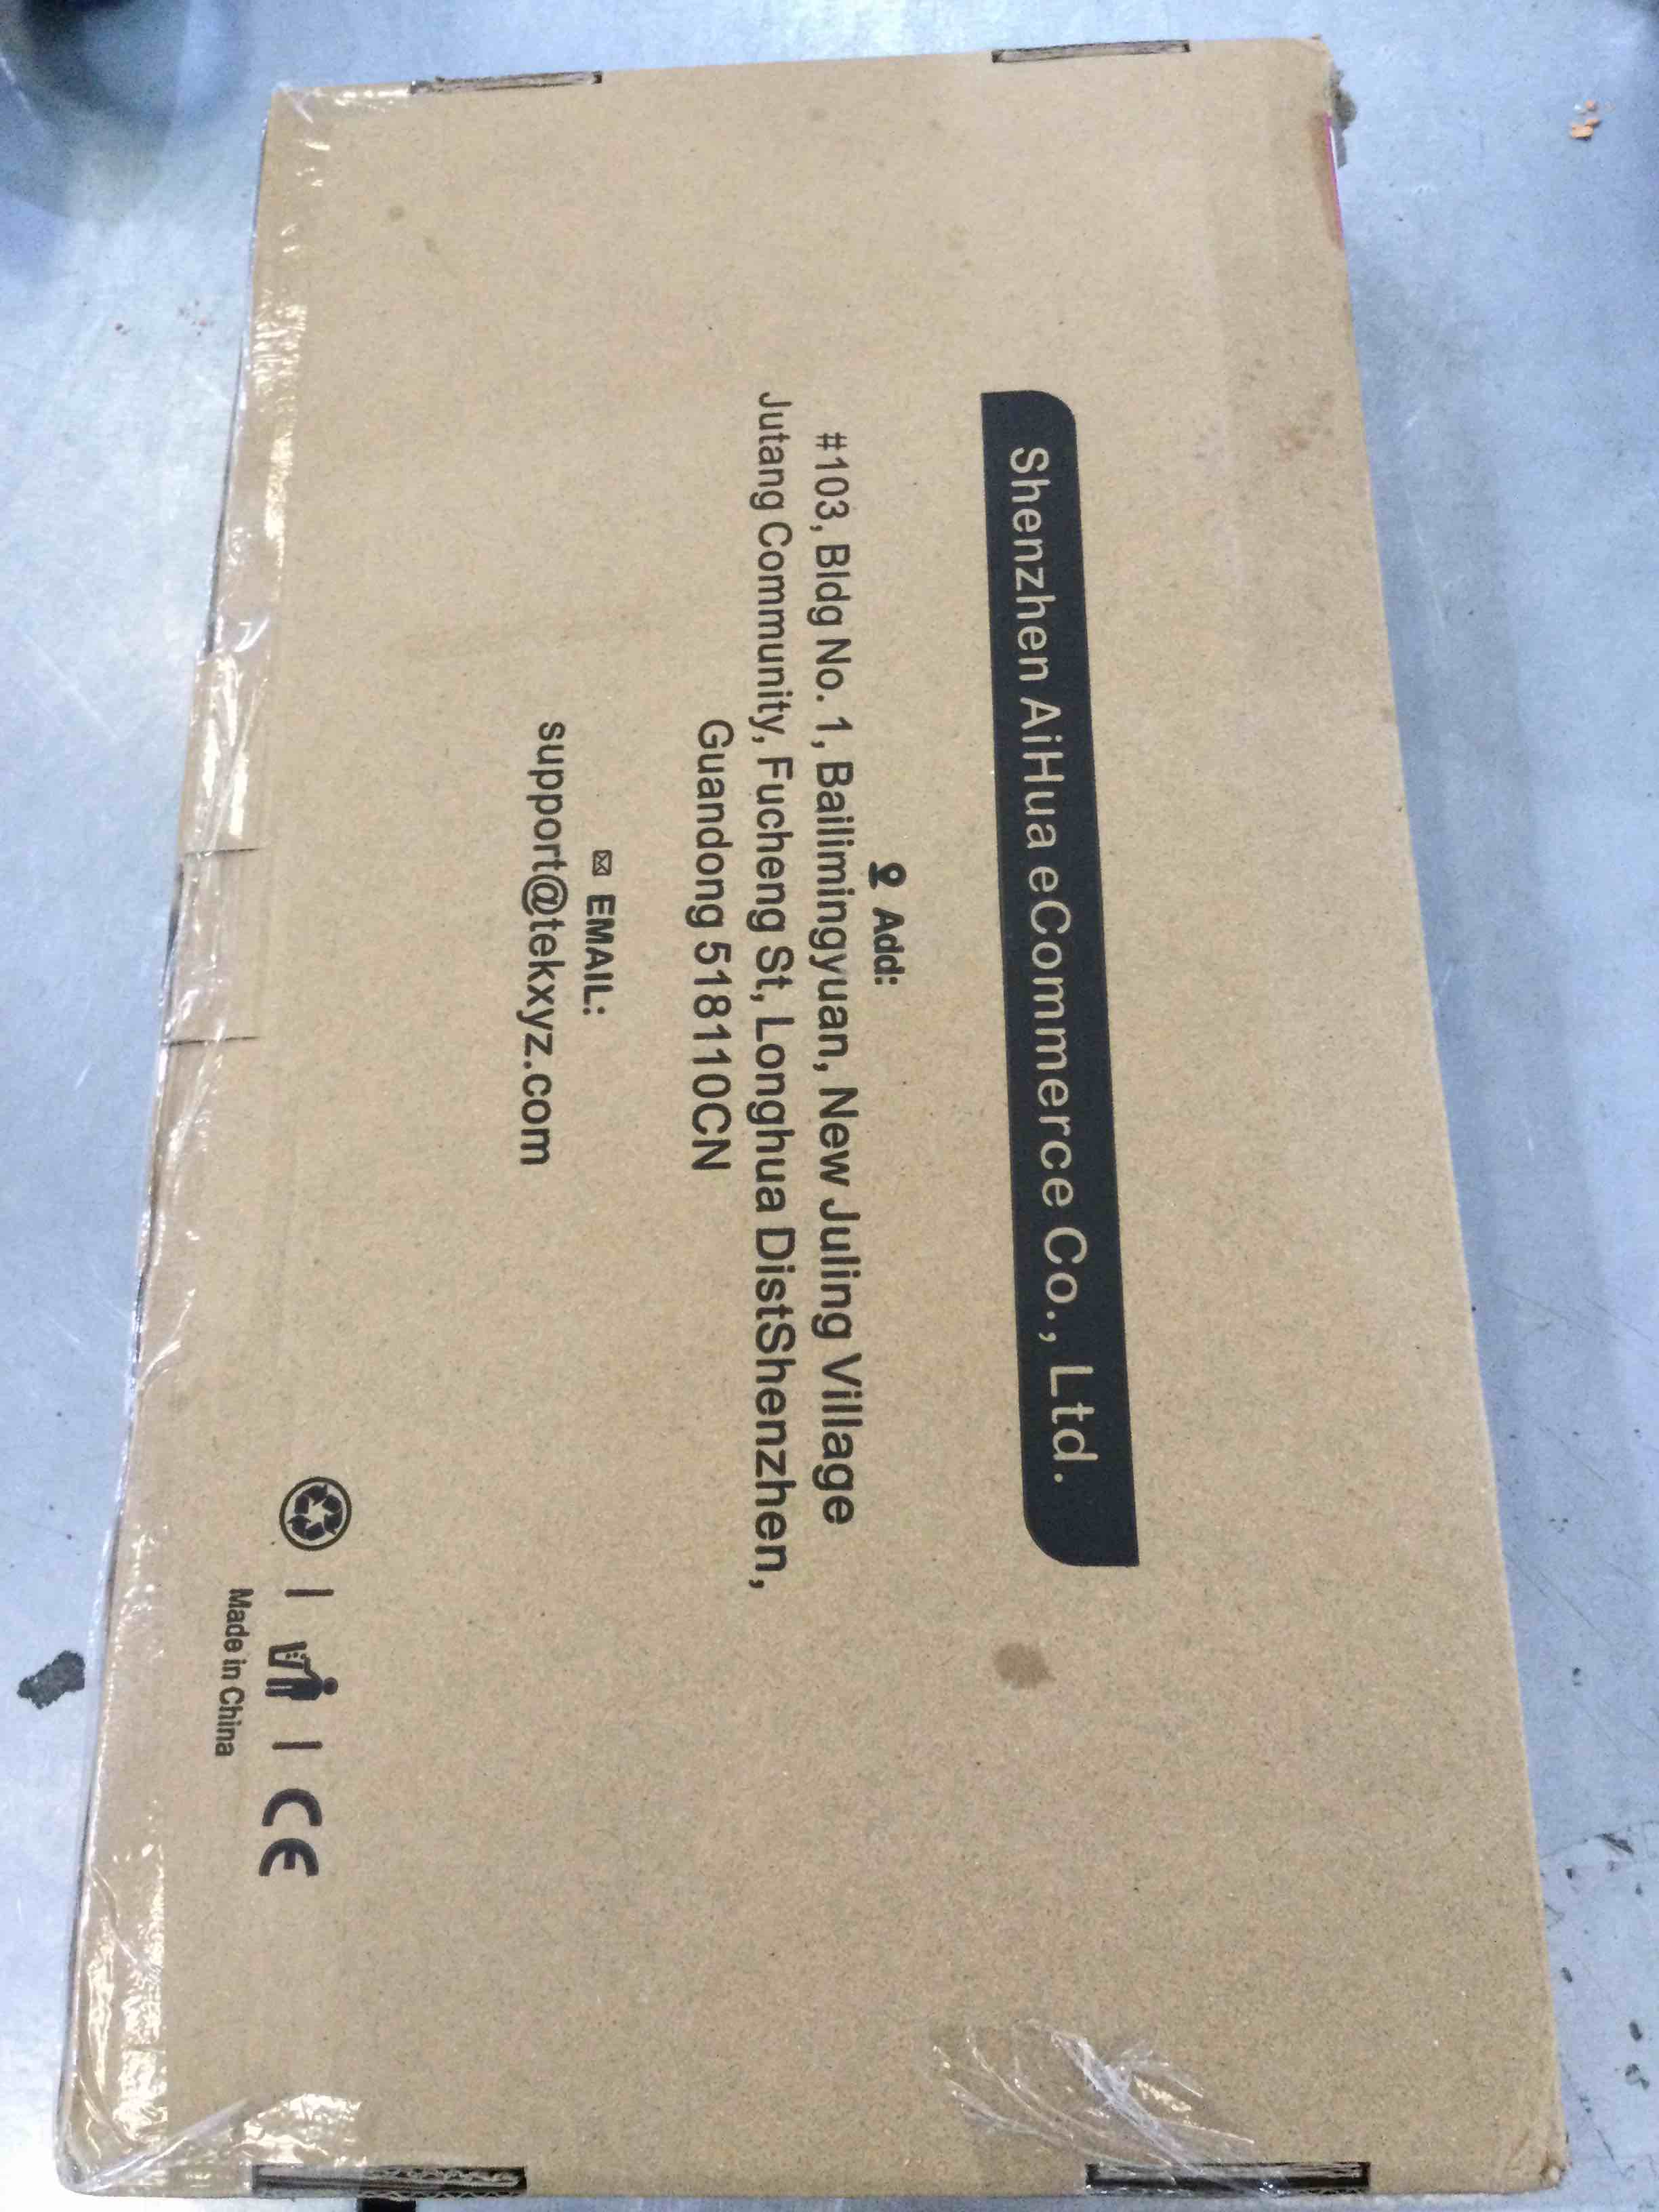 Shenzhen AiHua eCommerce Co., Ltd.
Add:
#103, Bldg No. 1, Bailimingyuan, New Juling Village
Jutang Community, Fucheng St, Longhua DistShenzhen,
Guandong 518110CN
EMAIL:
support@tekxyz.com
CE
Made in China